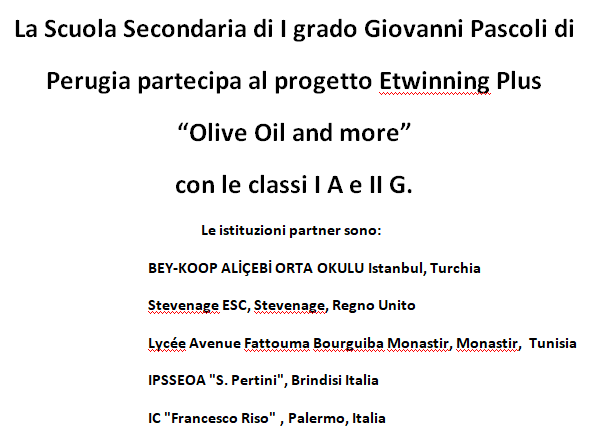 La Scuola Secondaria di I grado Giovanni Pascoli di
Perugia partecipa al progetto Etwinning Plus
“Olive Oil and more”
con le classi I A e II G.
Le istituzioni partner sono:
BEY-KOOP ALİÇEBİ ORTA OKULU Istanbul, Turchia
Stevenage ESC, Stevenage, Regno Unito
Lycée Avenue Fattouma Bourguiba Monastir, Monastir, Tunisia
IPSSEOA "S. Pertini", Brindisi Italia
IC "Francesco Riso" , Palermo, Italia